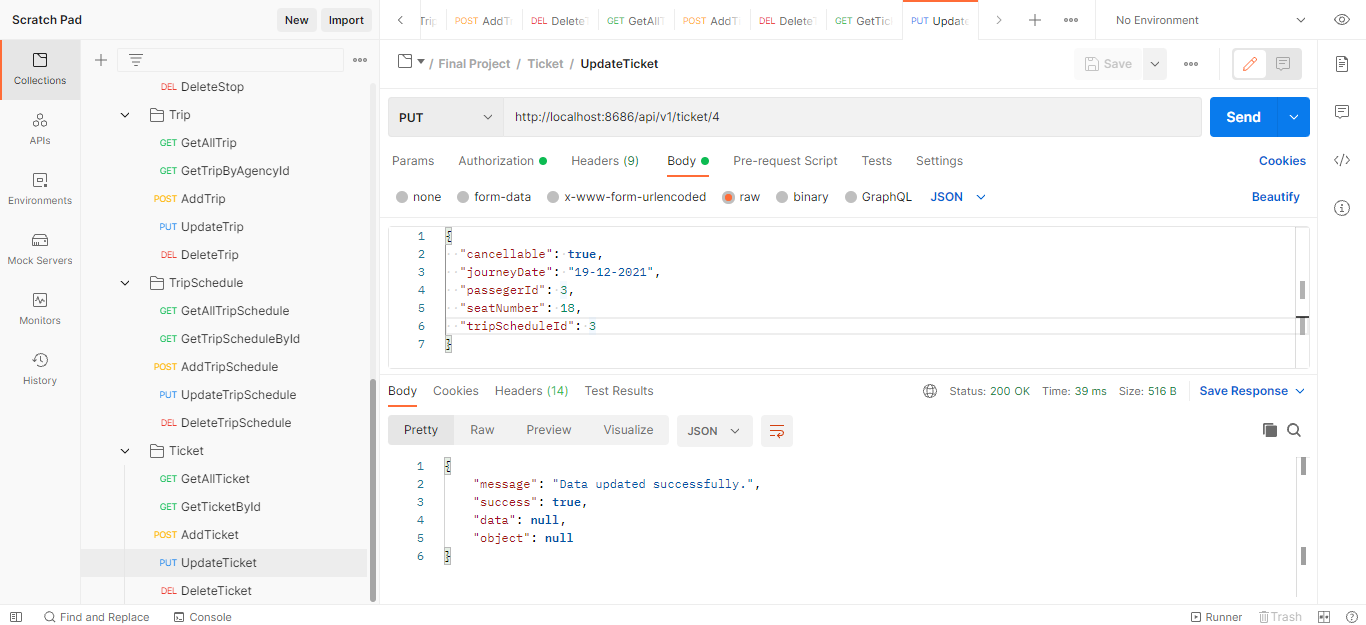 Scratch Pad
New
Import
Trip
POST AddT
DEL Delete
GET GetAll
POST AddT
DEL Delete
GET GetTic
PUT Update
No Environment
Collections
APIs
Environments
Mock Servers
Monitors
History
DEL DeleteStop
Trip
GET GetAllTrip
GET GetTripByAgencyId
POST AddTrip
PUT UpdateTrip
DEL DeleteTrip
TripSchedule
GET GetAllTripSchedule
GET GetTripScheduleById
POST AddTripSchedule
PUT UpdateTripSchedule
DEL DeleteTripSchedule
Ticket
GET GetAllTicket
GET GetTicketById
POST AddTicket
PUT UpdateTicket
DEL DeleteTicket
/ Final Project / Ticket / UpdateTicket
Save
PUT
http://localhost:8686/api/v1/ticket/4
Send
Params Authorization Headers (9) Body Pre-request Script Tests Settings Cookies
none form-data x-www-form-urlencoded raw binary GraphQL JSON Beautify
1 {
2 "cancellable": true,
3 "journeyDate": "19-12-2021",
4 "passegerId": 3,
5 "seatNumber": 18,
6 "tripScheduleId": 3
7 }
Body Cookies Headers (14) Test Results
Status: 200 OK Time: 39 ms Size: 516 B Save Response
Pretty Raw Preview Visualize JSON
1 {
2 "message": "Data updated successfully.",
3 "success": true,
4 "data": null,
5 "object": null
6 }
Find and Replace Console
Runner Trash